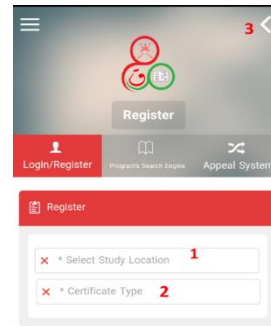 3
Register
Login/Register
Program's Search Engine
Appeal System
Register
* Select Study Location 1
* Certificate Type 2